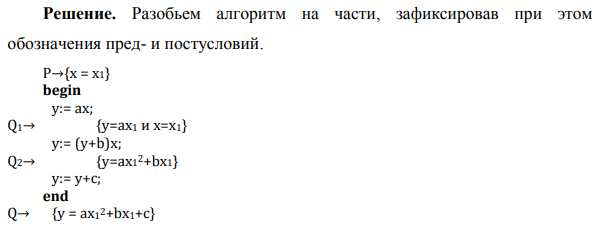 Решение. Разобьем алгоритм на части, зафиксировав при этом
обозначения пред- и постусловий.
P→{x = x₁}
begin
y:= ax;
Q₁→ {y=ax₁ и x=x₁}
y:= (y+b)x;
Q₂→ {y=ax₁²+bx₁}
y:= y+c;
end
Q→ {y = ax₁²+bx₁+c}